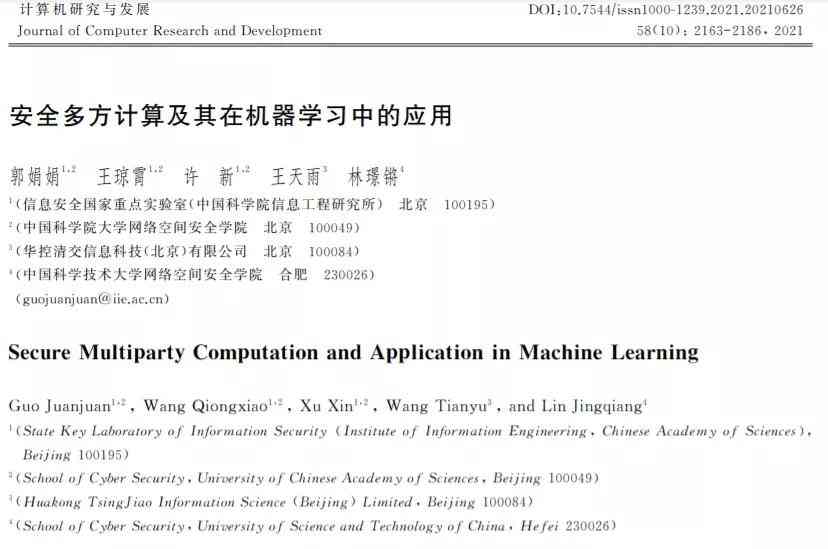 计算机研究与发展
DOI:10.7544/issn1000-1239.2021.20210626
Journal of Computer Research and Development
58(10): 2163-2186, 2021
安全多方计算及其在机器学习中的应用
郭娟娟1,2 王琼霄1,2 许 新1,2 王天雨3 林璟锵4
1(信息安全国家重点实验室(中国科学院信息工程研究所) 北京 100195)
2(中国科学院大学网络空间安全学院 北京 100049)
3(华控清交信息科技(北京)有限公司 北京 100084)
4(中国科学技术大学网络空间安全学院 合肥 230026)
(guojuanjuan@iie.ac.cn)
Secure Multiparty Computation and Application in Machine Learning
Guo Juanjuan1,2, Wang Qiongxiao1,2, Xu Xin1,2, Wang Tianyu3, and Lin Jingqiang4
1(State Key Laboratory of Information Security (Institute of Information Engineering, Chinese Academy of Sciences),
Beijing 100195)
2(School of Cyber Security, University of Chinese Academy of Sciences, Beijing 100049)
3(Huakong TsingJiao Information Science (Beijing) Limited, Beijing 100084)
4(School of Cyber Security, University of Science and Technology of China, Hefei 230026)